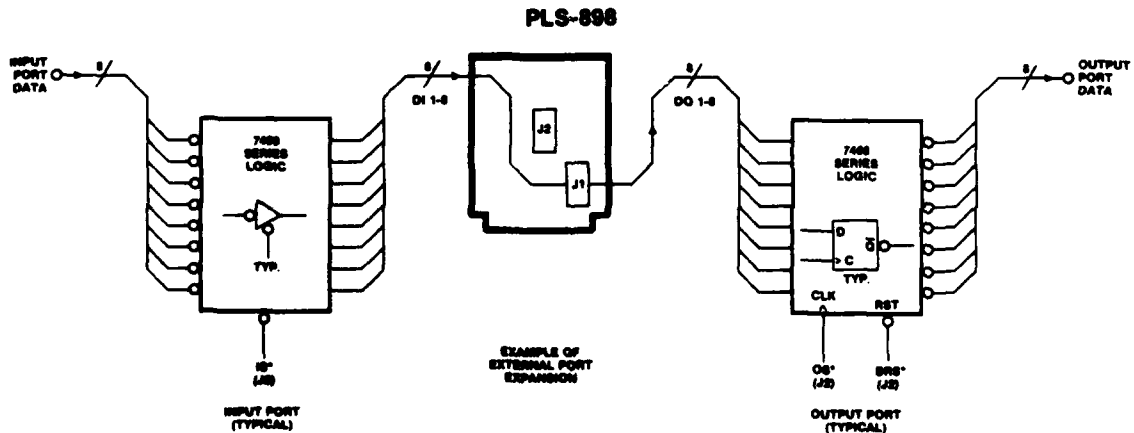 PLS-898
INPUT
PORT
DATA
8
8
DI 1-8
8
DO 1-8
8
OUTPUT
PORT
DATA
7400
SERIES
LOGIC
TYP.
J2
J1
7400
SERIES
LOGIC
D
C
Q
TYP.
CLK
RST
IS*
(J2)
EXAMPLE OF
EXTERNAL PORT
EXPANSION
OS*
(J2)
SRS*
(J2)
INPUT PORT
(TYPICAL)
OUTPUT PORT
(TYPICAL)